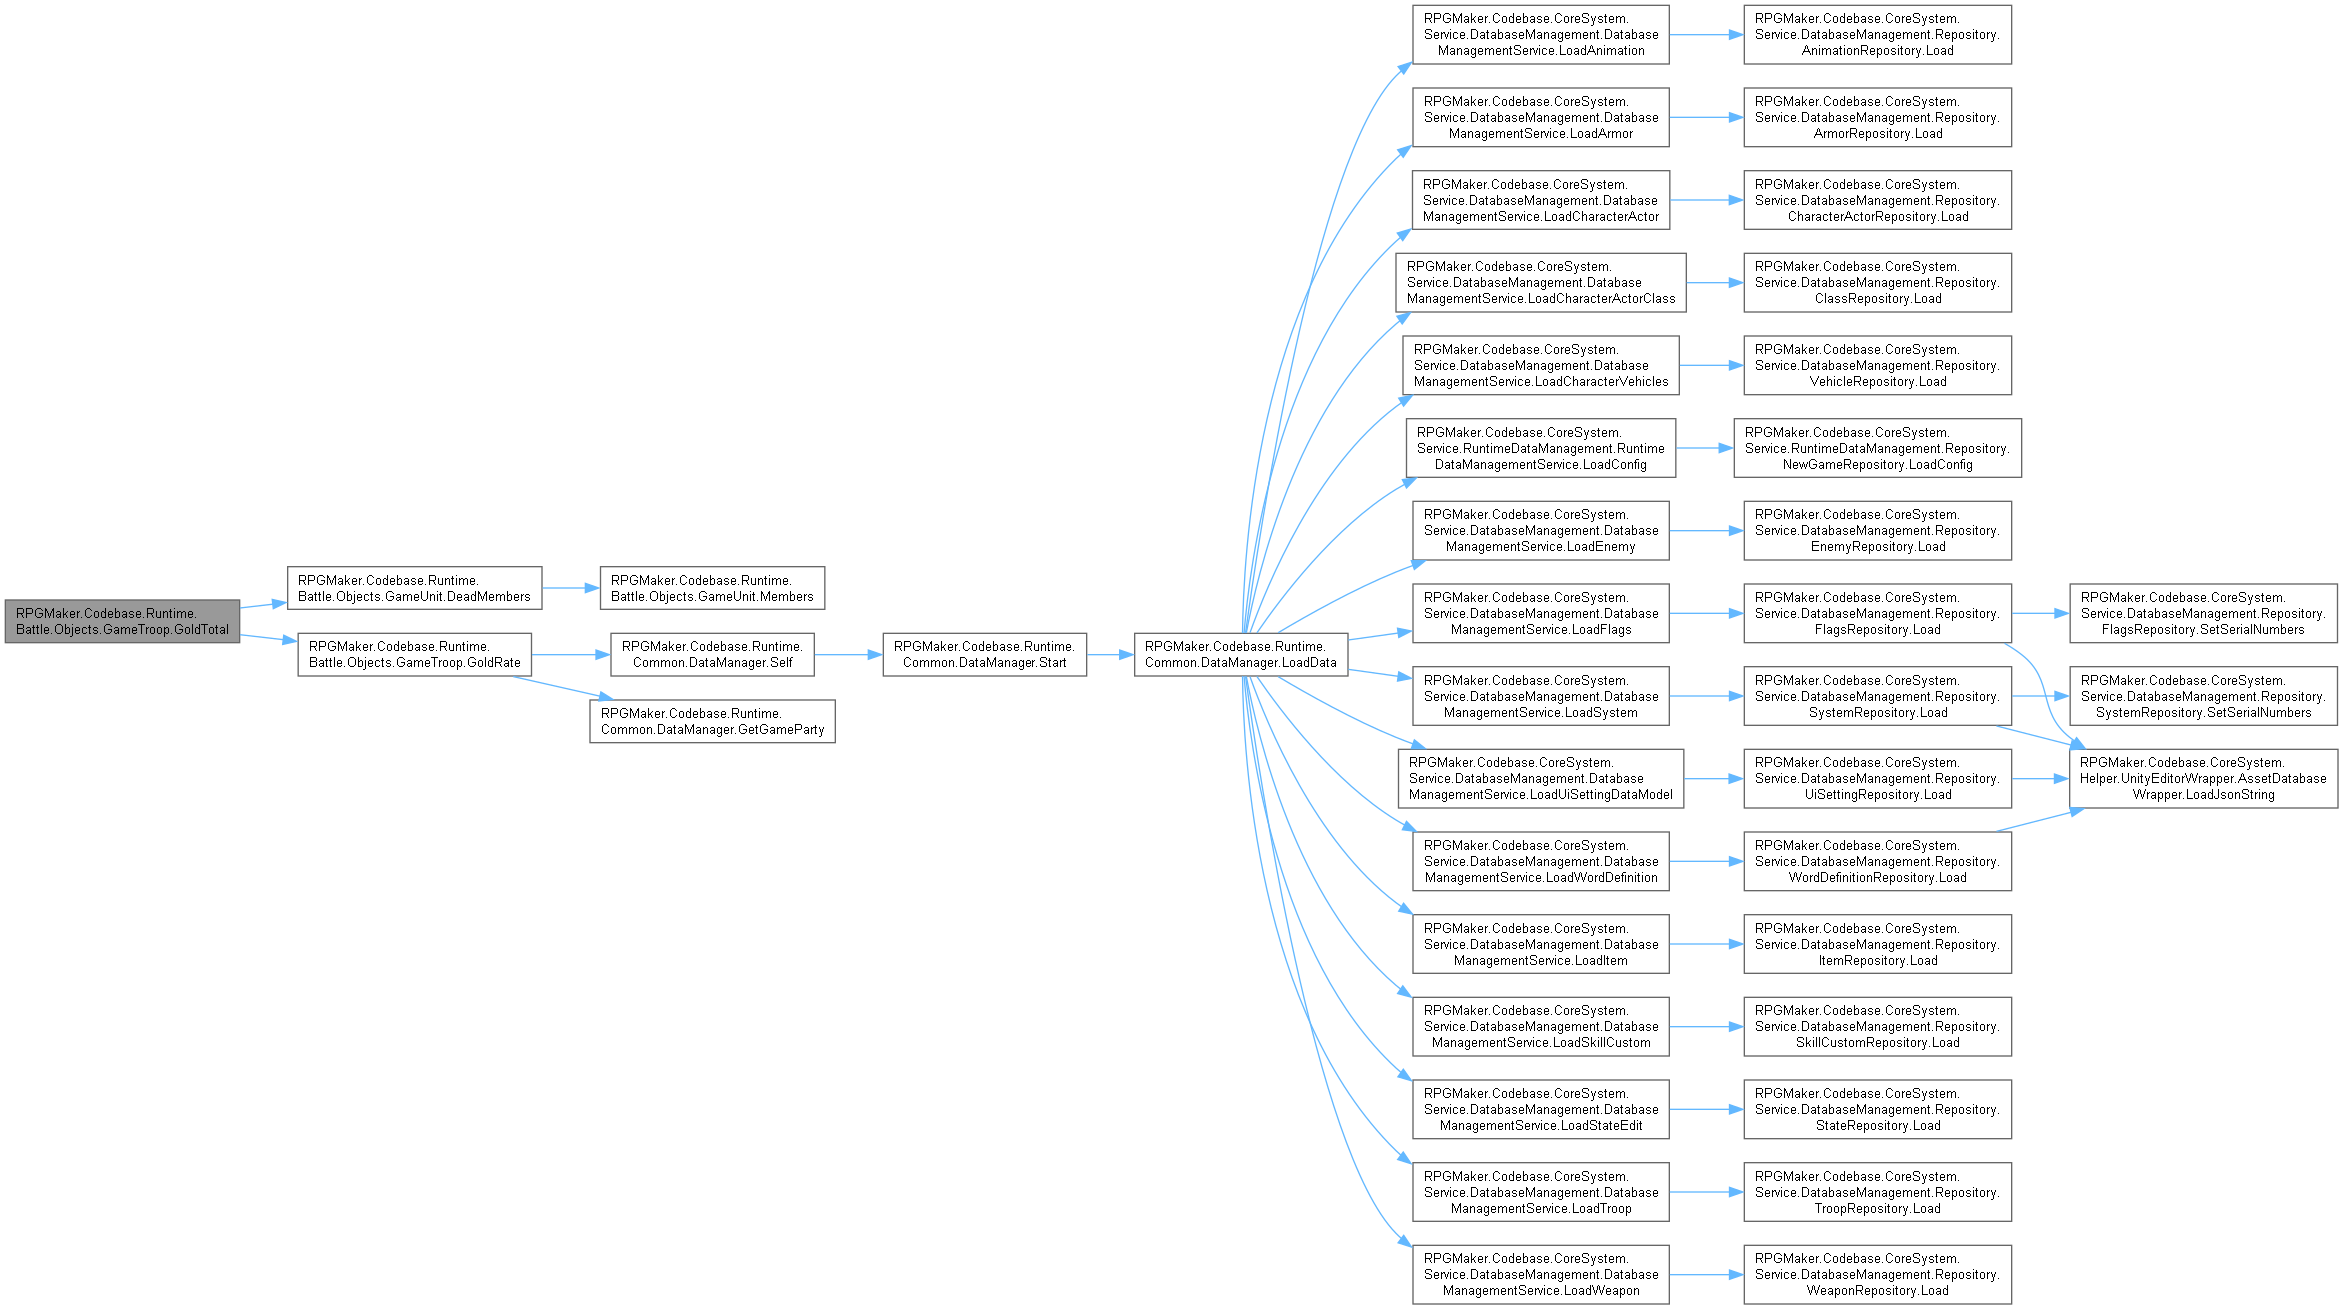 RPGMaker.Codebase.Runtime.
Battle.Objects.GameTroop.GoldTotal
RPGMaker.Codebase.Runtime.
Battle.Objects.GameUnit.DeadMembers
RPGMaker.Codebase.Runtime.
Battle.Objects.GameUnit.Members
RPGMaker.Codebase.Runtime.
Battle.Objects.GameTroop.GoldRate
RPGMaker.Codebase.Runtime.
Common.DataManager.Self
RPGMaker.Codebase.Runtime.
Common.DataManager.GetGameParty
RPGMaker.Codebase.Runtime.
Common.DataManager.Start
RPGMaker.Codebase.Runtime.
Common.DataManager.LoadData
RPGMaker.Codebase.CoreSystem.
Service.DatabaseManagement.Database
ManagementService.LoadAnimation
RPGMaker.Codebase.CoreSystem.
Service.DatabaseManagement.Repository.
AnimationRepository.Load
RPGMaker.Codebase.CoreSystem.
Service.DatabaseManagement.Database
ManagementService.LoadArmor
RPGMaker.Codebase.CoreSystem.
Service.DatabaseManagement.Repository.
ArmorRepository.Load
RPGMaker.Codebase.CoreSystem.
Service.DatabaseManagement.Database
ManagementService.LoadCharacterActor
RPGMaker.Codebase.CoreSystem.
Service.DatabaseManagement.Repository.
CharacterActorRepository.Load
RPGMaker.Codebase.CoreSystem.
Service.DatabaseManagement.Database
ManagementService.LoadCharacterActorClass
RPGMaker.Codebase.CoreSystem.
Service.DatabaseManagement.Repository.
ClassRepository.Load
RPGMaker.Codebase.CoreSystem.
Service.DatabaseManagement.Database
ManagementService.LoadCharacterVehicles
RPGMaker.Codebase.CoreSystem.
Service.DatabaseManagement.Repository.
VehicleRepository.Load
RPGMaker.Codebase.CoreSystem.
Service.RuntimeDataManagement.Runtime
DataManagementService.LoadConfig
RPGMaker.Codebase.CoreSystem.
Service.RuntimeDataManagement.Repository.
NewGameRepository.LoadConfig
RPGMaker.Codebase.CoreSystem.
Service.DatabaseManagement.Database
ManagementService.LoadEnemy
RPGMaker.Codebase.CoreSystem.
Service.DatabaseManagement.Repository.
EnemyRepository.Load
RPGMaker.Codebase.CoreSystem.
Service.DatabaseManagement.Database
ManagementService.LoadFlags
RPGMaker.Codebase.CoreSystem.
Service.DatabaseManagement.Repository.
FlagsRepository.Load
RPGMaker.Codebase.CoreSystem.
Service.DatabaseManagement.Repository.
FlagsRepository.SetSerialNumbers
RPGMaker.Codebase.CoreSystem.
Service.DatabaseManagement.Database
ManagementService.LoadSystem
RPGMaker.Codebase.CoreSystem.
Service.DatabaseManagement.Repository.
SystemRepository.Load
RPGMaker.Codebase.CoreSystem.
Service.DatabaseManagement.Repository.
SystemRepository.SetSerialNumbers
RPGMaker.Codebase.CoreSystem.
Service.DatabaseManagement.Database
ManagementService.LoadUiSettingDataModel
RPGMaker.Codebase.CoreSystem.
Service.DatabaseManagement.Repository.
UiSettingRepository.Load
RPGMaker.Codebase.CoreSystem.
Helper.UnityEditorWrapper.AssetDatabase
Wrapper.LoadJsonString
RPGMaker.Codebase.CoreSystem.
Service.DatabaseManagement.Database
ManagementService.LoadWordDefinition
RPGMaker.Codebase.CoreSystem.
Service.DatabaseManagement.Repository.
WordDefinitionRepository.Load
RPGMaker.Codebase.CoreSystem.
Service.DatabaseManagement.Database
ManagementService.LoadItem
RPGMaker.Codebase.CoreSystem.
Service.DatabaseManagement.Repository.
ItemRepository.Load
RPGMaker.Codebase.CoreSystem.
Service.DatabaseManagement.Database
ManagementService.LoadSkillCustom
RPGMaker.Codebase.CoreSystem.
Service.DatabaseManagement.Repository.
SkillCustomRepository.Load
RPGMaker.Codebase.CoreSystem.
Service.DatabaseManagement.Database
ManagementService.LoadStateEdit
RPGMaker.Codebase.CoreSystem.
Service.DatabaseManagement.Repository.
StateRepository.Load
RPGMaker.Codebase.CoreSystem.
Service.DatabaseManagement.Database
ManagementService.LoadTroop
RPGMaker.Codebase.CoreSystem.
Service.DatabaseManagement.Repository.
TroopRepository.Load
RPGMaker.Codebase.CoreSystem.
Service.DatabaseManagement.Database
ManagementService.LoadWeapon
RPGMaker.Codebase.CoreSystem.
Service.DatabaseManagement.Repository.
WeaponRepository.Load